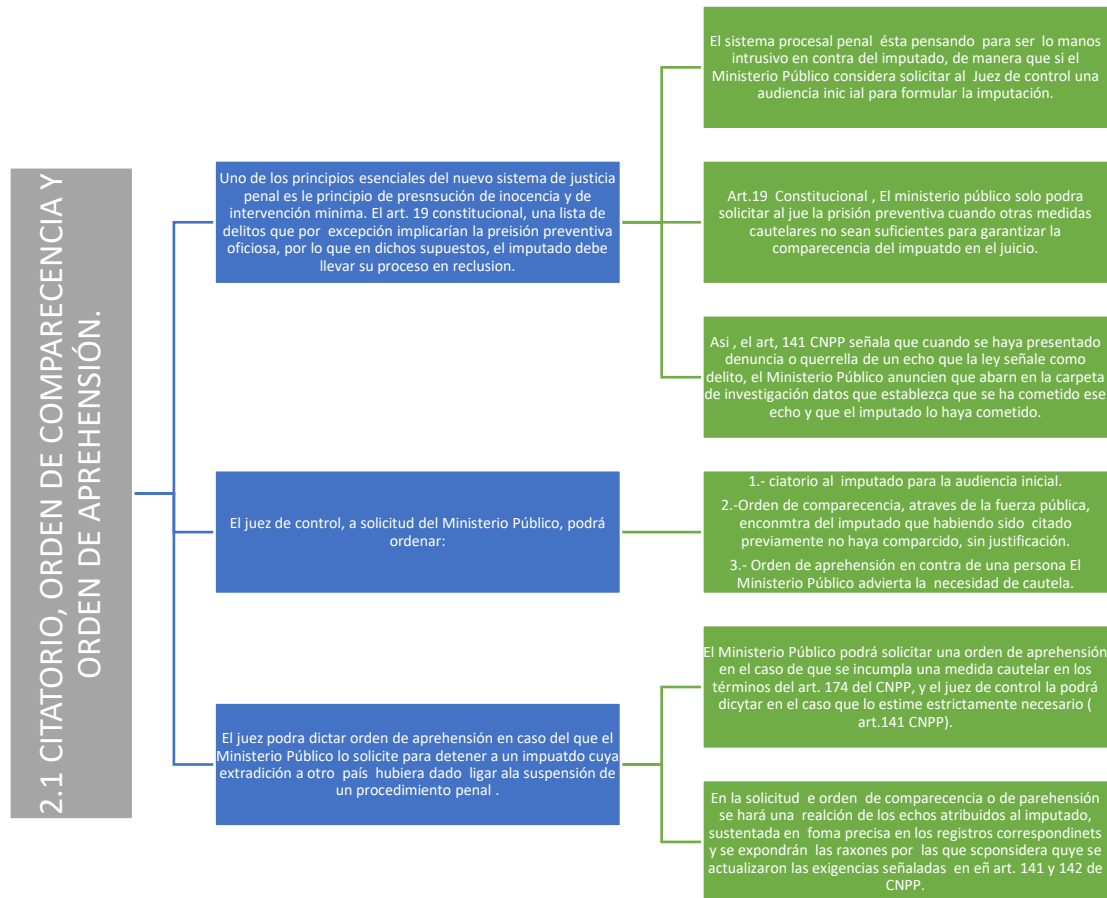 2.1 CITATORIO, ORDEN DE COMPARECENCIA Y
ORDEN DE APREHENSIÓN.
Uno de los principios esenciales del nuevo sistema de justicia
penal es le principio de presnsución de inocencia y de
intervención minima. El art. 19 constitucional, una lista de
delitos que por excepción implicarían la preisión preventiva
oficiosa, por lo que en dichos supuestos, el imputado debe
llevar su proceso en reclusion.
El sistema procesal penal ésta pensando para ser lo manos
intrusivo en contra del imputado, de manera que si el
Ministerio Público considera solicitar al Juez de control una
audiencia inic ial para formular la imputación.
Art.19 Constitucional , El ministerio público solo podra
solicitar al jue la prisión preventiva cuando otras medidas
cautelares no sean suficientes para garantizar la
comparecencia del impuatdo en el juicio.
Asi , el art, 141 CNPP señala que cuando se haya presentado
denuncia o querrella de un echo que la ley señale como
delito, el Ministerio Público anuncien que abarn en la carpeta
de investigación datos que establezca que se ha cometido ese
echo y que el imputado lo haya cometido.
El juez de control, a solicitud del Ministerio Público, podrá
ordenar:
1.- ciatorio al imputado para la audiencia inicial.
2.-Orden de comparecencia, atraves de la fuerza pública,
enconmtra del imputado que habiendo sido citado
previamente no haya comparcido, sin justificación.
3.- Orden de aprehensión en contra de una persona El
Ministerio Público advierta la necesidad de cautela.
El juez podra dictar orden de aprehensión en caso del que el
Ministerio Público lo solicite para detener a un impuatdo cuya
extradición a otro país hubiera dado ligar ala suspensión de
un procedimiento penal .
El Ministerio Público podrá solicitar una orden de aprehensión
en el caso de que se incumpla una medida cautelar en los
términos del art. 174 del CNPP, y el juez de control la podrá
dicytar en el caso que lo estime estrictamente necesario (
art.141 CNPP).
En la solicitud e orden de comparecencia o de parehensión
se hará una realción de los echos atribuidos al imputado,
sustentada en foma precisa en los registros correspondinets
y se expondrán las raxones por las que scponsidera quye se
actualizaron las exigencias señaladas en eñ art. 141 y 142 de
CNPP.